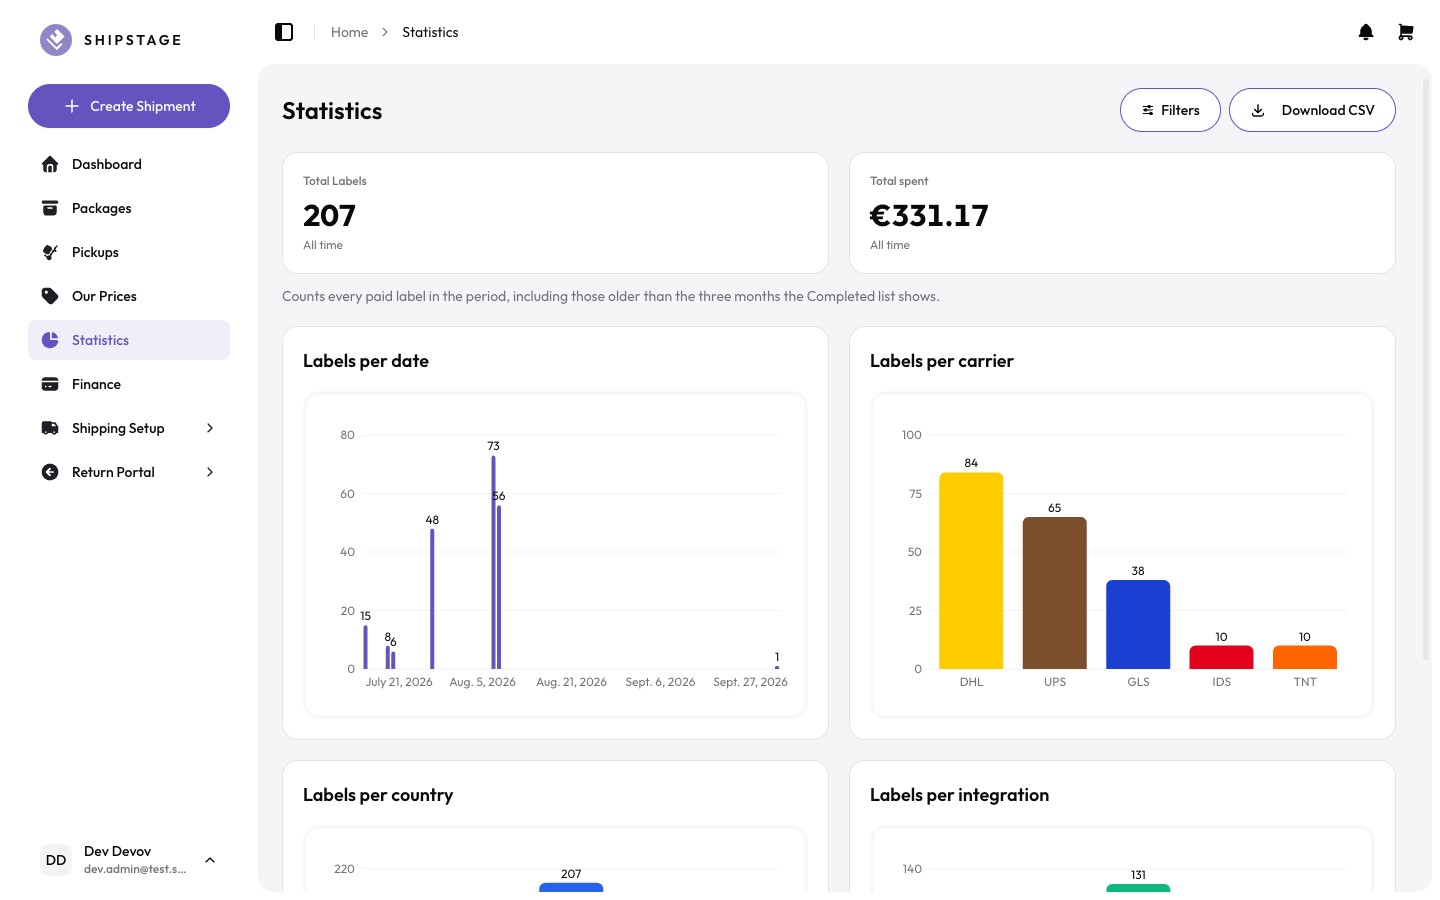 SHIPSTAGE
Home
Statistics
Create Shipment
Dashboard
Packages
Pickups
Our Prices
Statistics
Finance
Shipping Setup
Return Portal
DD
Dev Devov
dev.admin@test.s...
Statistics
Filters
Download CSV
Total Labels
207
All time
Total spent
€331.17
All time
Counts every paid label in the period, including those older than the three months the Completed list shows.
Labels per date
80
60
40
20
0
15
8
6
48
73
56
1
July 21, 2026
Aug. 5, 2026
Aug. 21, 2026
Sept. 6, 2026
Sept. 27, 2026
Labels per carrier
100
75
50
25
0
84
65
38
10
10
DHL
UPS
GLS
IDS
TNT
Labels per country
220
207
Labels per integration
140
131